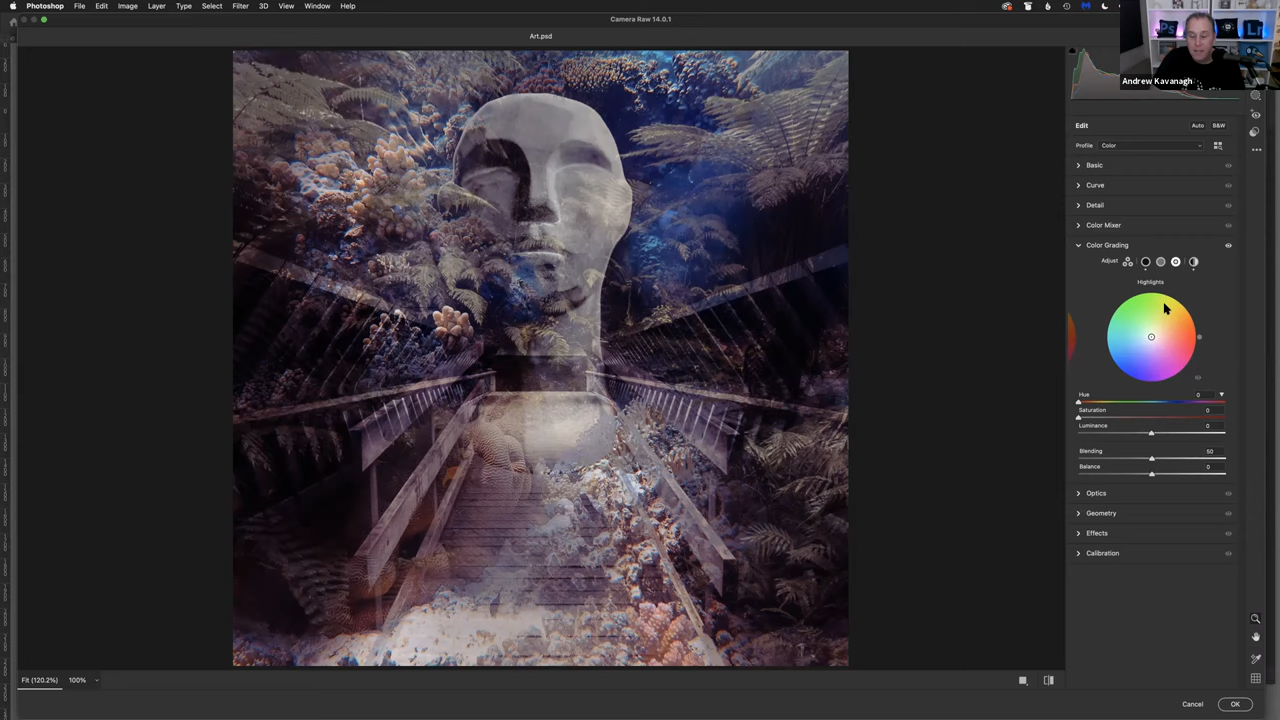 Photoshop File Edit Image Layer Type Select Filter 3D View Window Help
Camera Raw 14.0.1
Art.psd
Ps
Lr
Andrew Kavanagh
Edit Auto B&W
Profile Color
Basic
Curve
Detail
Color Mixer
Color Grading
Adjust
Highlights
Hue 0
Saturation 0
Luminance 0
Blending 50
Balance 0
Optics
Geometry
Effects
Calibration
Fit (120.2%) 100%
Cancel OK